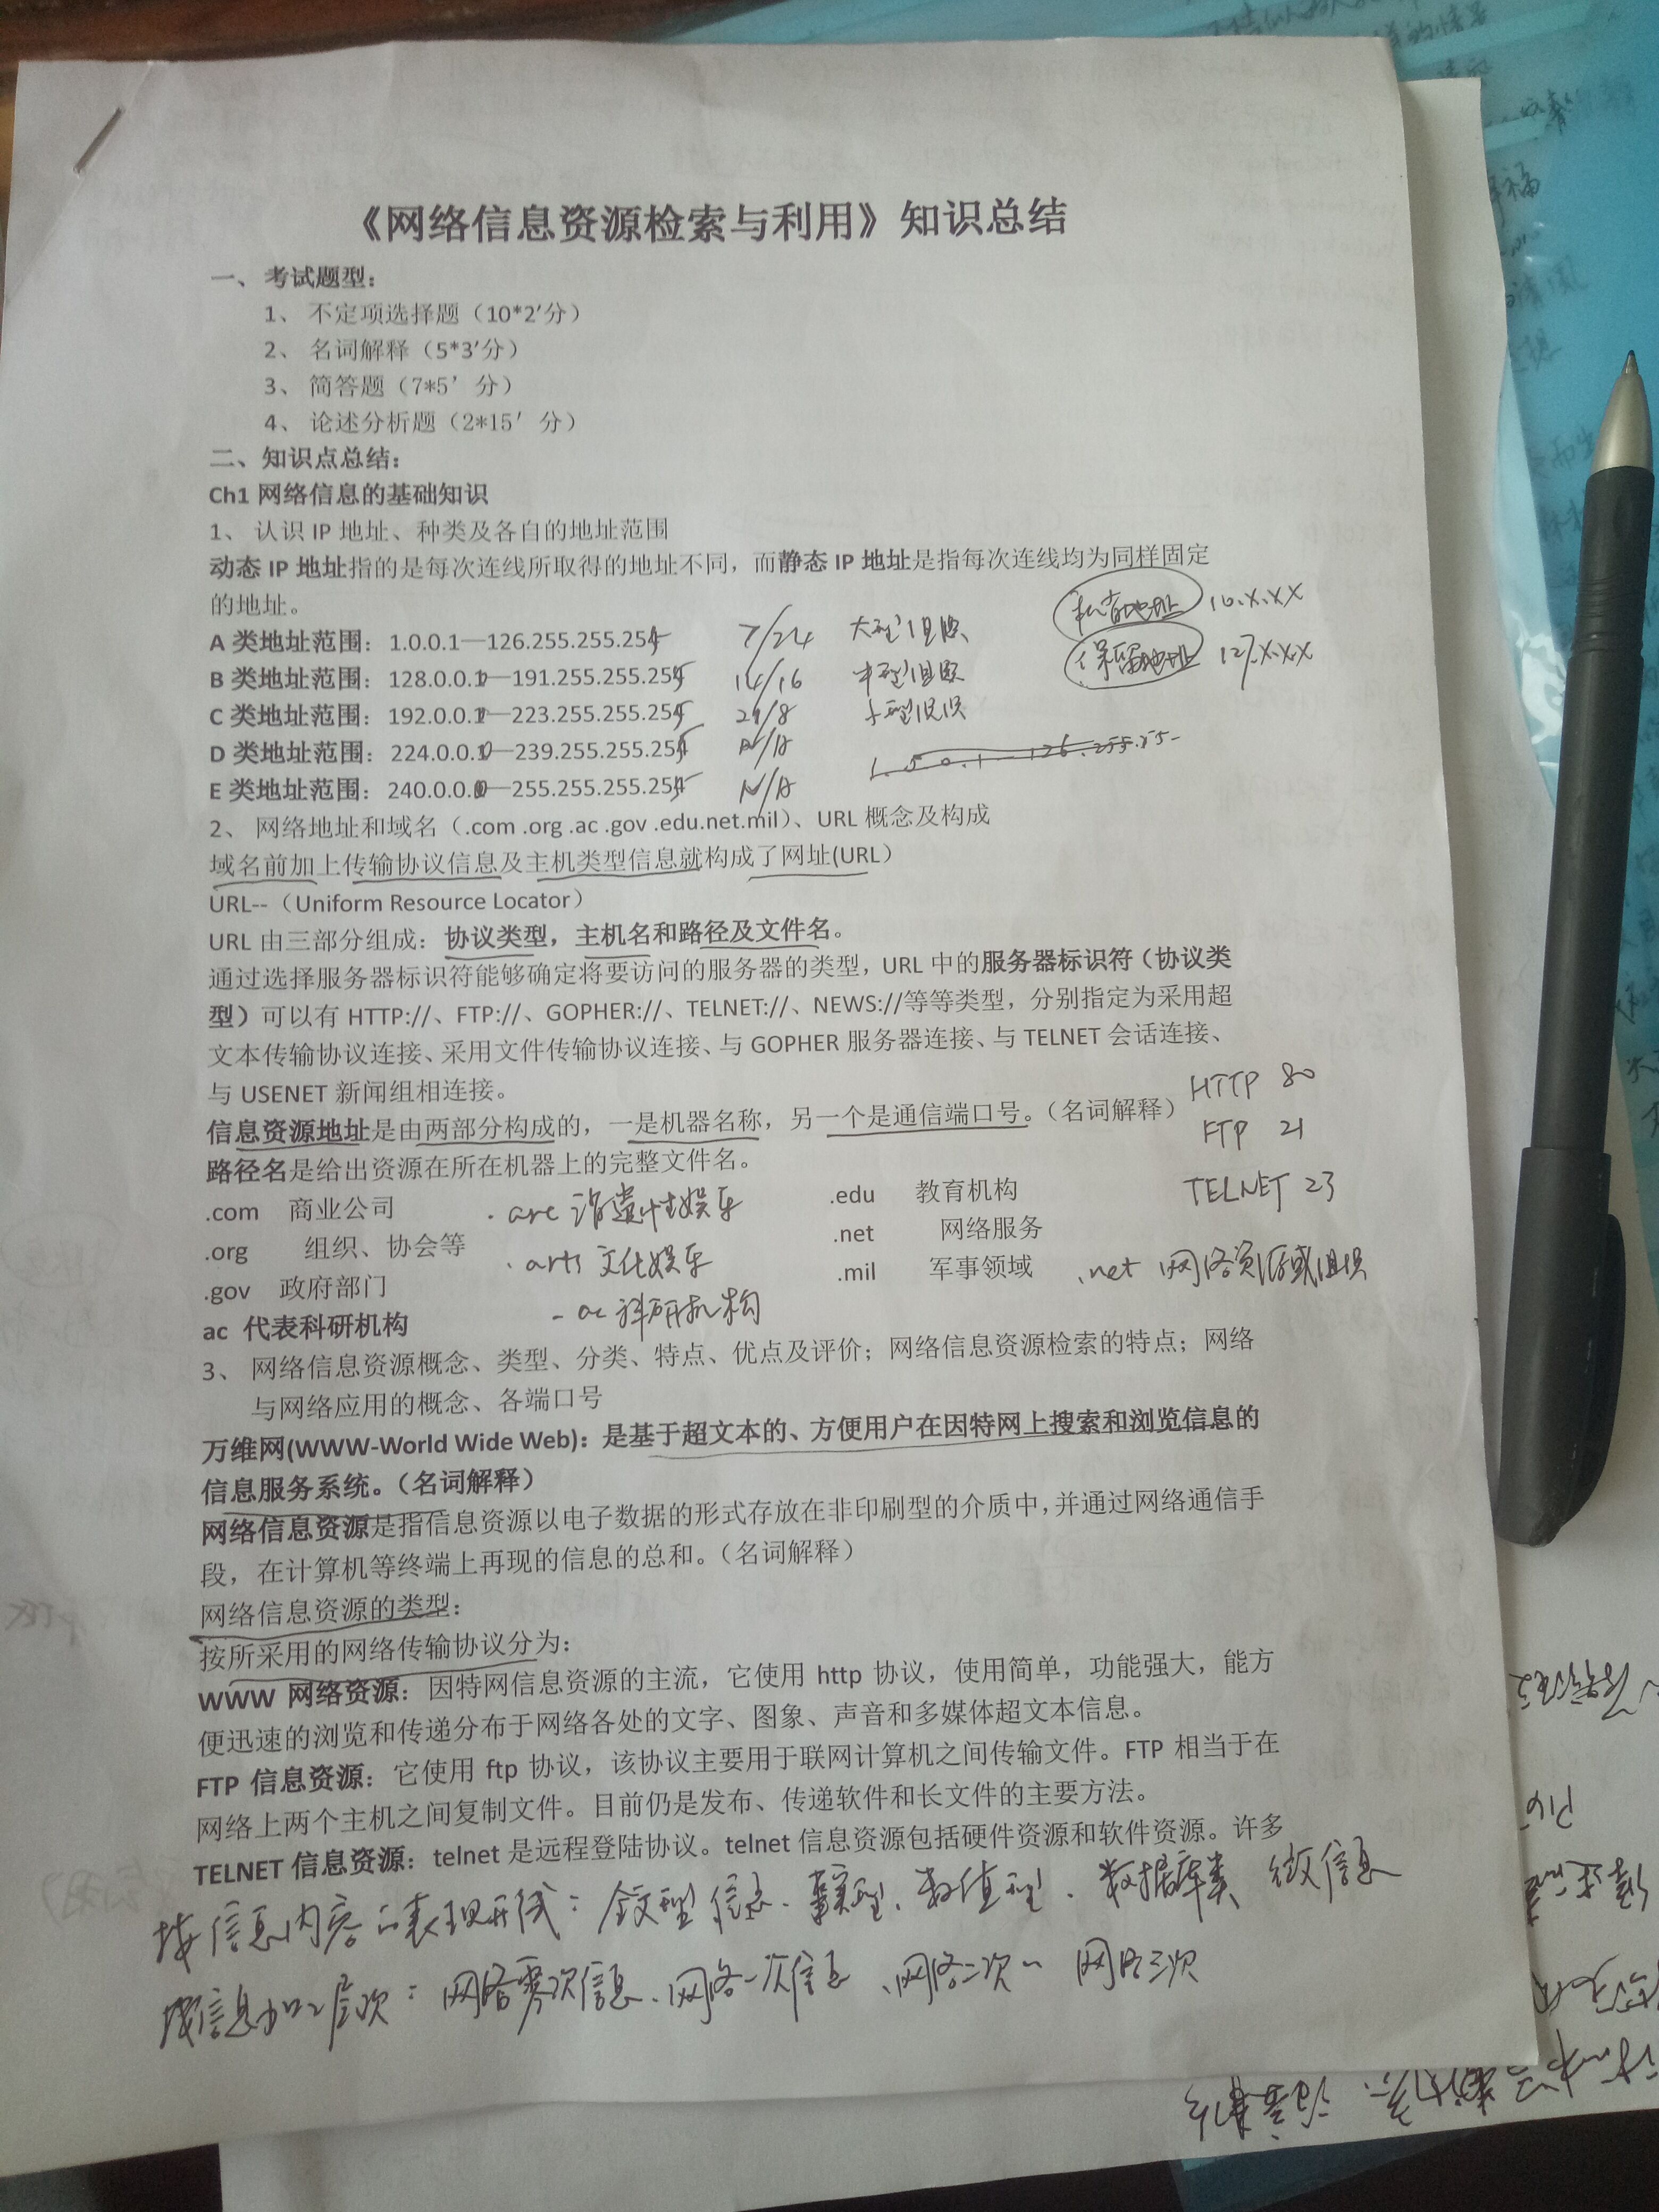 《网络信息资源检索与利用》知识总结
一、考试题型：
1、 不定项选择题（10*2′分）
2、 名词解释（5*3′分）
3、 简答题（7*5′ 分）
4、 论述分析题（2*15′ 分）
二、知识点总结：
Ch1 网络信息的基础知识
1、 认识 IP 地址、种类及各自的地址范围
动态 IP 地址指的是每次连线所取得的地址不同，而静态 IP 地址是指每次连线均为同样固定
的地址。
私有地址 10.X.X.X
A 类地址范围：1.0.0.1—126.255.255.254 7/24 大型组织
保留地址 127.X.X.X
B 类地址范围：128.0.0.1—191.255.255.254 14/16 中型组织
C 类地址范围：192.0.0.1—223.255.255.254 21/8 小型组织
D 类地址范围：224.0.0.1—239.255.255.254 N/A
E 类地址范围：240.0.0.0—255.255.255.254 N/A
2、 网络地址和域名（.com .org .ac .gov .edu.net.mil）、URL 概念及构成
域名前加上传输协议信息及主机类型信息就构成了网址(URL）
URL--（Uniform Resource Locator）
URL 由三部分组成：协议类型，主机名和路径及文件名。
通过选择服务器标识符能够确定将要访问的服务器的类型，URL 中的服务器标识符（协议类
型）可以有 HTTP://、FTP://、GOPHER://、TELNET://、NEWS://等等类型，分别指定为采用超
文本传输协议连接、采用文件传输协议连接、与 GOPHER 服务器连接、与 TELNET 会话连接、
与 USENET 新闻组相连接。
HTTP 80
信息资源地址是由两部分构成的，一是机器名称，另一个是通信端口号。（名词解释）
FTP 21
路径名是给出资源在所在机器上的完整文件名。
TELNET 23
.com 商业公司 .arc 消遣性娱乐 .edu 教育机构
.org 组织、协会等 .arts 文化娱乐 .net 网络服务
.gov 政府部门 .mil 军事领域 .net 网络资源或组织
ac 代表科研机构 - ac 科研机构
3、 网络信息资源概念、类型、分类、特点、优点及评价；网络信息资源检索的特点；网络
与网络应用的概念、各端口号
万维网(WWW-World Wide Web)：是基于超文本的、方便用户在因特网上搜索和浏览信息的
信息服务系统。（名词解释）
网络信息资源是指信息资源以电子数据的形式存放在非印刷型的介质中，并通过网络通信手
段，在计算机等终端上再现的信息的总和。（名词解释）
网络信息资源的类型：
按所采用的网络传输协议分为：
WWW 网络资源：因特网信息资源的主流，它使用 http 协议，使用简单，功能强大，能方
便迅速的浏览和传递分布于网络各处的文字、图象、声音和多媒体超文本信息。
FTP 信息资源：它使用 ftp 协议，该协议主要用于联网计算机之间传输文件。FTP 相当于在
网络上两个主机之间复制文件。目前仍是发布、传递软件和长文件的主要方法。
TELNET 信息资源：telnet 是远程登陆协议。telnet 信息资源包括硬件资源和软件资源。许多
按信息内容的表现形式：全文型信息、事实型、数值型、数据库类 微信息
按信息加工层次：网络零次信息、网络一次信息、网络二次〃 网络三次